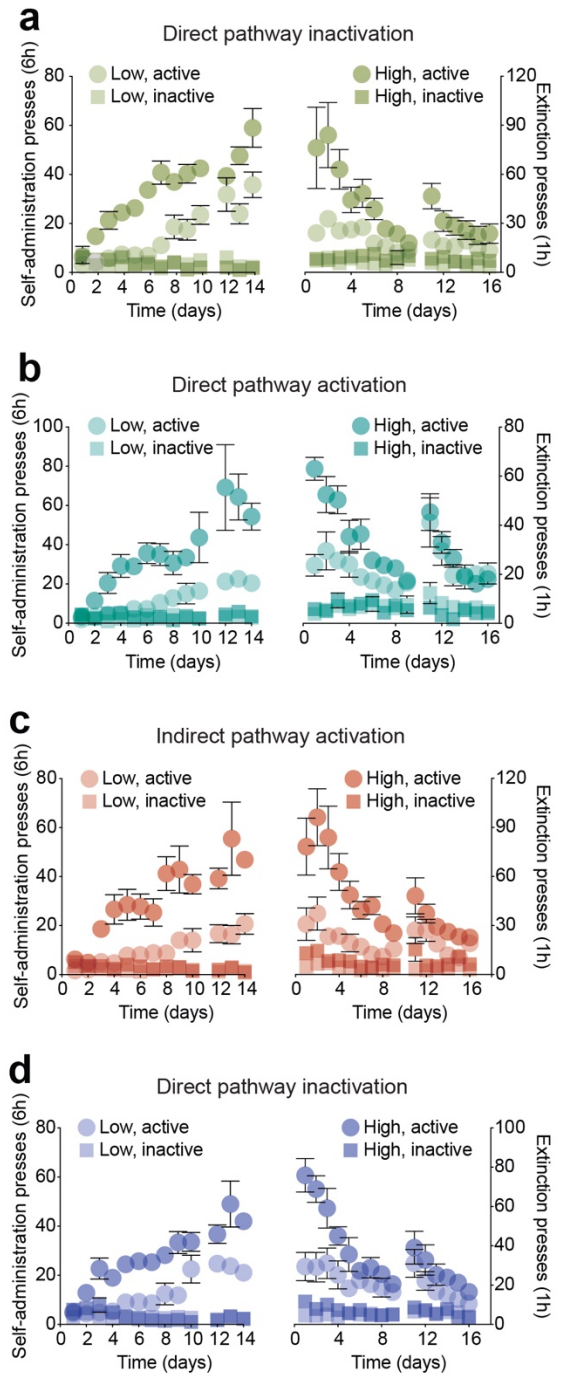 a
Direct pathway inactivation
Self-administration presses (6h)
80
60
40
20
0
Low, active
Low, inactive
0 2 4 6 8 10 12 14
Time (days)
High, active
High, inactive
120
90
60
30
0
Extinction presses (1h)
0 4 8 12 16
Time (days)
b
Direct pathway activation
Self-administration presses (6h)
100
80
60
40
20
0
Low, active
Low, inactive
0 2 4 6 8 10 12 14
Time (days)
High, active
High, inactive
80
60
40
20
0
Extinction presses (1h)
0 4 8 12 16
Time (days)
c
Indirect pathway activation
Self-administration presses (6h)
80
60
40
20
0
Low, active
Low, inactive
0 2 4 6 8 10 12 14
Time (days)
High, active
High, inactive
120
90
60
30
0
Extinction presses (1h)
0 4 8 12 16
Time (days)
d
Direct pathway inactivation
Self-administration presses (6h)
80
60
40
20
0
Low, active
Low, inactive
0 2 4 6 8 10 12 14
Time (days)
High, active
High, inactive
100
80
60
40
20
0
Extinction presses (1h)
0 4 8 12 16
Time (days)